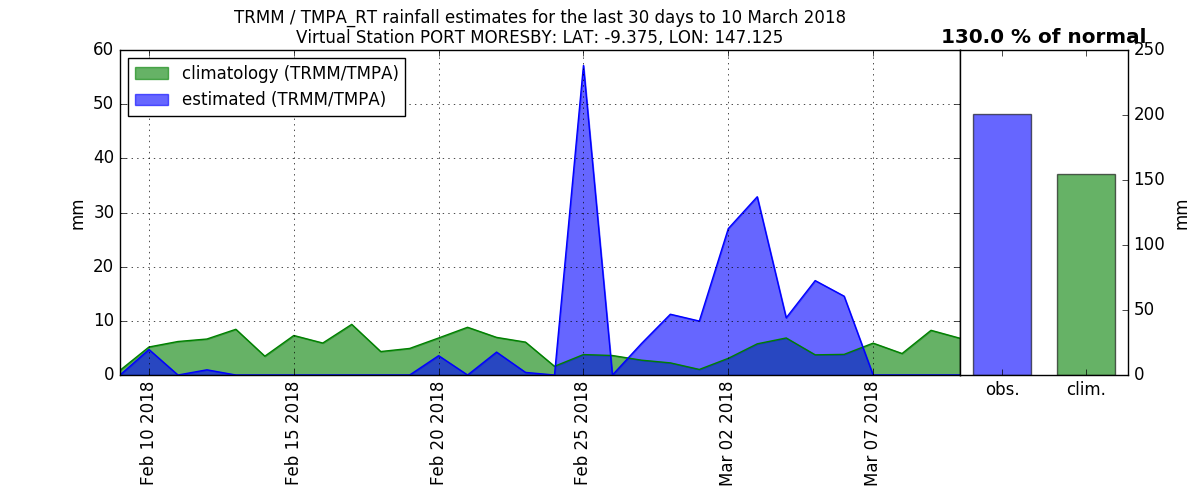 TRMM / TMPA_RT rainfall estimates for the last 30 days to 10 March 2018
Virtual Station PORT MORESBY: LAT: -9.375, LON: 147.125
130.0 % of normal
climatology (TRMM/TMPA)
estimated (TRMM/TMPA)
mm
60
50
40
30
20
10
0
Feb 10 2018
Feb 15 2018
Feb 20 2018
Feb 25 2018
Mar 02 2018
Mar 07 2018
obs.
clim.
250
200
150
100
50
0
mm